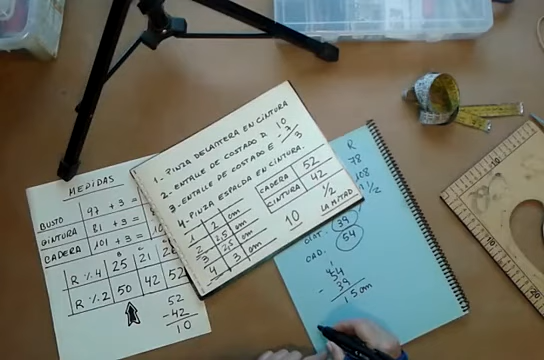 MEDIDAS
BUSTO 97 + 3 =
CINTURA 81 + 3 =
CADERA 101 + 3 =
R % 4 25 21
R % 2 50 42 52
52
- 42
10
1 - PINZA DELANTERA EN CINTURA
2 - ENTALLE DE COSTADO D. 10
3 - ENTALLE DE COSTADO E
3
4 - PINZA ESPALDA EN CINTURA.
1 2 cm
2 2,5 cm
3 2,5 cm
4 3 cm
CADERA 52
CINTURA 42
10 1/2
LA MITAD
R
78
1/2
39
CAD. 54
- 39
15 cm